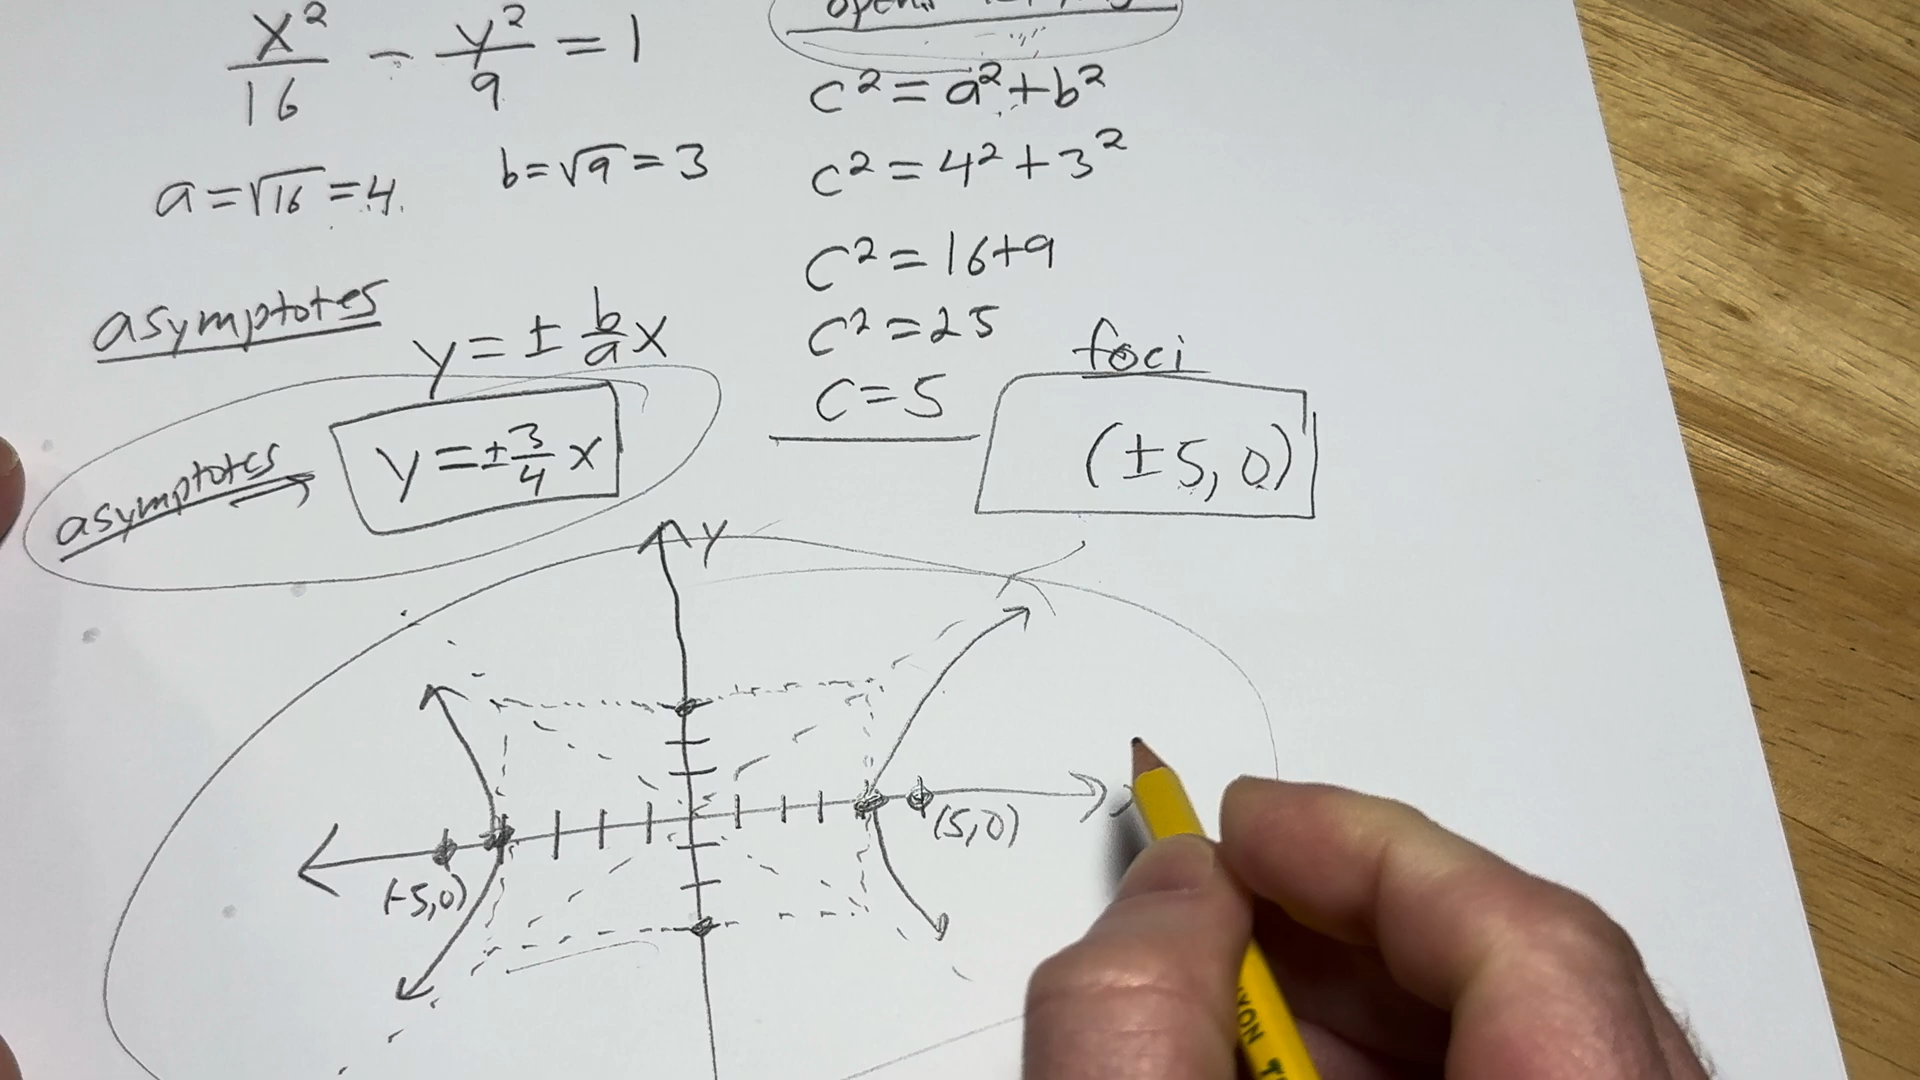 x²/16 - y²/9 = 1
a=√16=4
b=√9=3
c²=a²+b²
c²=4²+3²
c²=16+9
c²=25
c=5
asymptotes
y=±b/a x
asymptotes → y=±3/4 x
foci
(±5,0)
y
(5,0)
(-5,0)